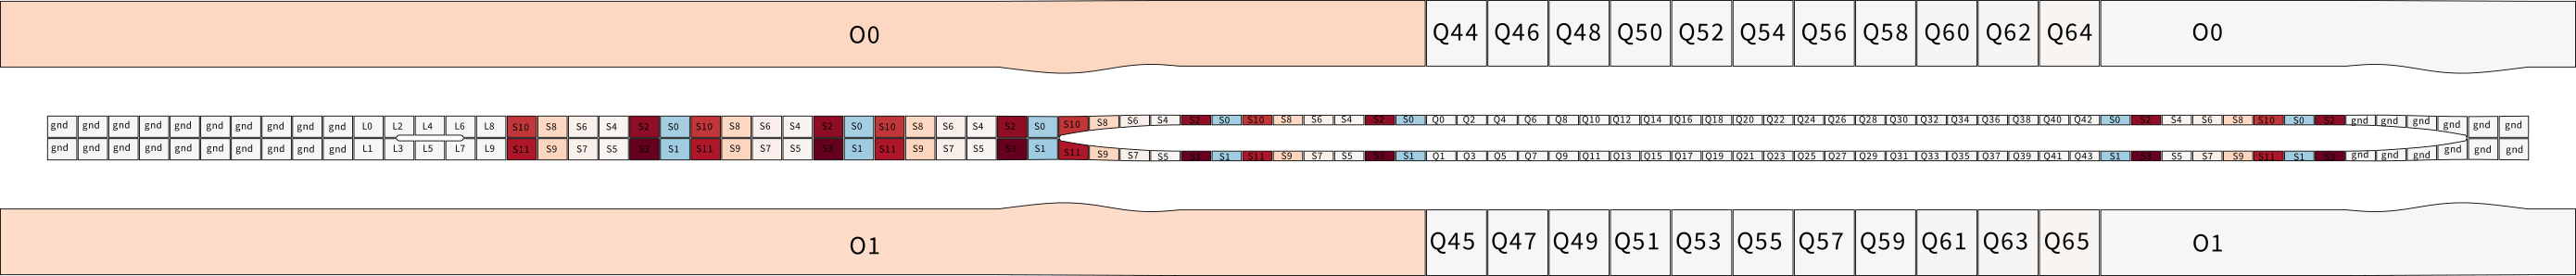 O0 Q44 Q46 Q48 Q50 Q52 Q54 Q56 Q58 Q60 Q62 Q64 O0
gnd gnd gnd gnd gnd gnd gnd gnd gnd gnd L0 L2 L4 L6 L8 S10 S8 S6 S4 S2 S0 S10 S8 S6 S4 S2 S0 S10 S8 S6 S4 S2 S0 S10 S8 S6 S4 S2 S0 S10 S8 S6 S4 S2 S0 Q0 Q2 Q4 Q6 Q8 Q10 Q12 Q14 Q16 Q18 Q20 Q22 Q24 Q26 Q28 Q30 Q32 Q34 Q36 Q38 Q40 Q42 S0 S2 S4 S6 S8 S10 S0 S2 gnd gnd gnd gnd gnd gnd
gnd gnd gnd gnd gnd gnd gnd gnd gnd gnd L1 L3 L5 L7 L9 S11 S9 S7 S5 S3 S1 S11 S9 S7 S5 S3 S1 S11 S9 S7 S5 S3 S1 S11 S9 S7 S5 S3 S1 S11 S9 S7 S5 S3 S1 Q1 Q3 Q5 Q7 Q9 Q11 Q13 Q15 Q17 Q19 Q21 Q23 Q25 Q27 Q29 Q31 Q33 Q35 Q37 Q39 Q41 Q43 S1 S3 S5 S7 S9 S11 S1 S3 gnd gnd gnd gnd gnd gnd
O1 Q45 Q47 Q49 Q51 Q53 Q55 Q57 Q59 Q61 Q63 Q65 O1